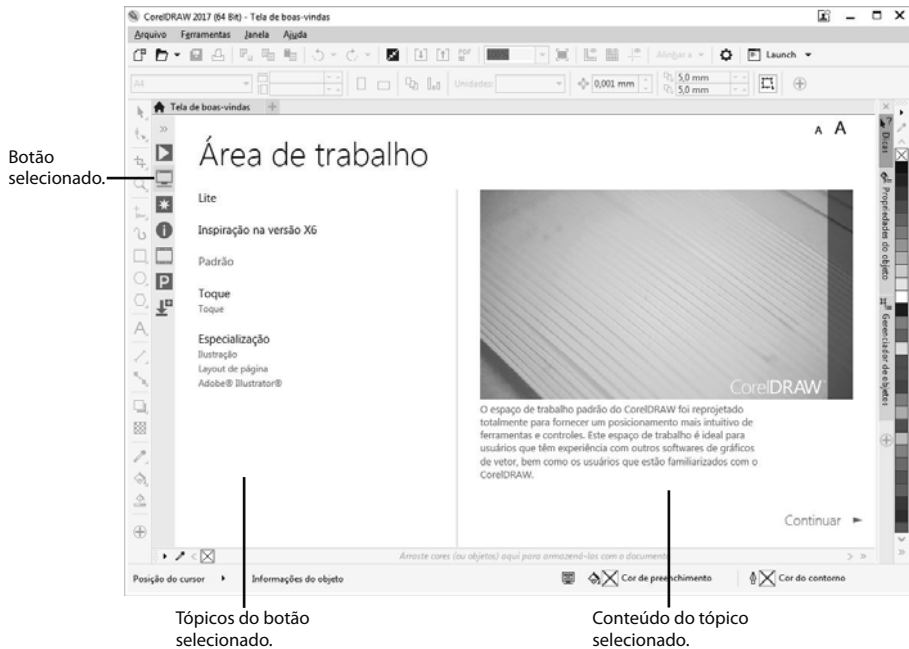 CorelDRAW 2017 (64 Bit) - Tela de boas-vindas
Arquivo Ferramentas Janela Ajuda
PDF Alinhar a Launch
A4 Unidades: 0,001 mm 5,0 mm
5,0 mm
Tela de boas-vindas
A A
Área de trabalho
Botão
selecionado.
Lite
Inspiração na versão X6
Padrão
Toque
Toque
Especialização
Ilustração
Layout de página
Adobe® Illustrator®
CorelDRAW
O espaço de trabalho padrão do CorelDRAW foi reprojetado
totalmente para fornecer um posicionamento mais intuitivo de
ferramentas e controles. Este espaço de trabalho é ideal para
usuários que têm experiência com outros softwares de gráficos
de vetor, bem como os usuários que estão familiarizados com o
CorelDRAW.
Continuar
Dicas
Propriedades do objeto
Gerenciador de objetos
Arraste cores (ou objetos) aqui para armazená-los com o documento
Posição do cursor Informações do objeto Cor de preenchimento Cor do contorno
Tópicos do botão
selecionado.
Conteúdo do tópico
selecionado.